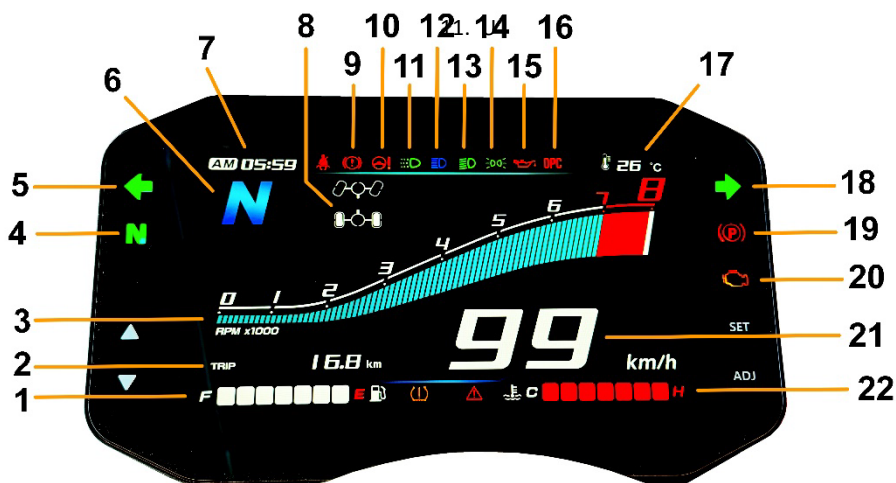 10 12 11. 14 16
8
7 9 11 13 15 17
6
AM 05:59 OPC 26 °C
N
5 18
4 N 19
20
0 1 2 3 4 5 6 7 8
3 RPM x1000
SET
99 21
2 TRIP 16.8 km km/h
ADJ
1 F E C H 22
P